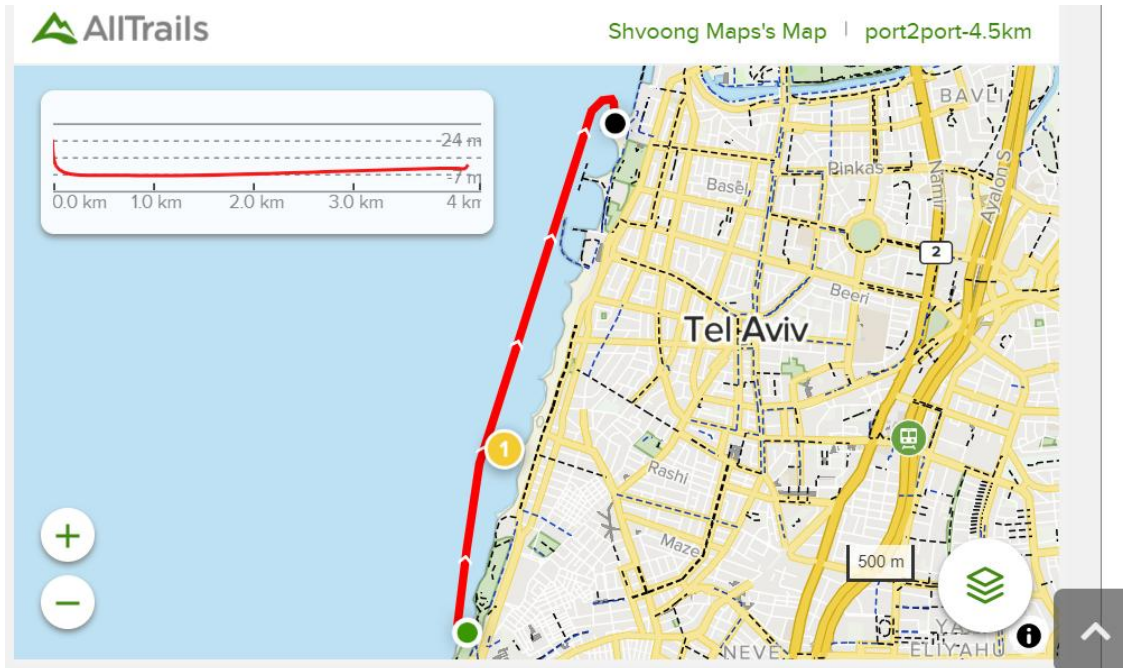 AllTrails
Shvoong Maps's Map | port2port-4.5km
24 m
-7 m
0.0 km 1.0 km 2.0 km 3.0 km 4 km
BAVLI
Pinkas
Namir
Ayalon S
Basel
2
Beeri
Tel Aviv
1
Rashi
Maze
500 m
NEVE
ELIYAHU